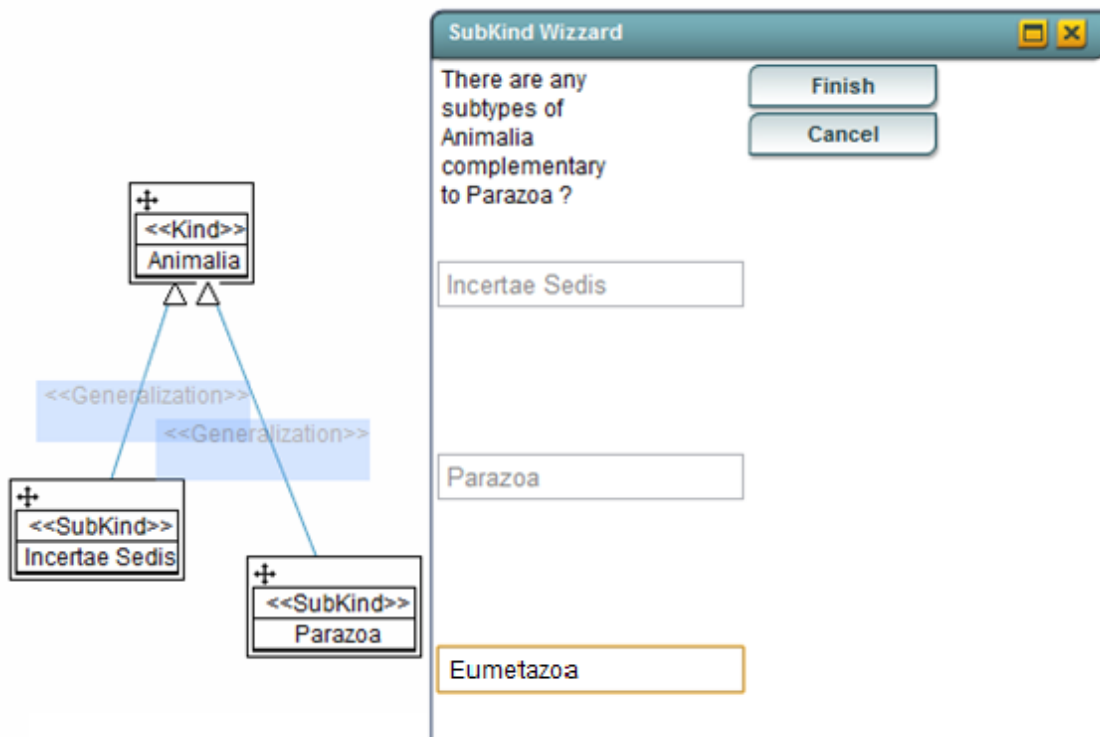 SubKind Wizzard
There are any
subtypes of
Animalia
complementary
to Parazoa ?
Finish
Cancel
<<Kind>>
Animalia
Incertae Sedis
<<Generalization>>
<<Generalization>>
Parazoa
<<SubKind>>
Incertae Sedis
<<SubKind>>
Parazoa
Eumetazoa